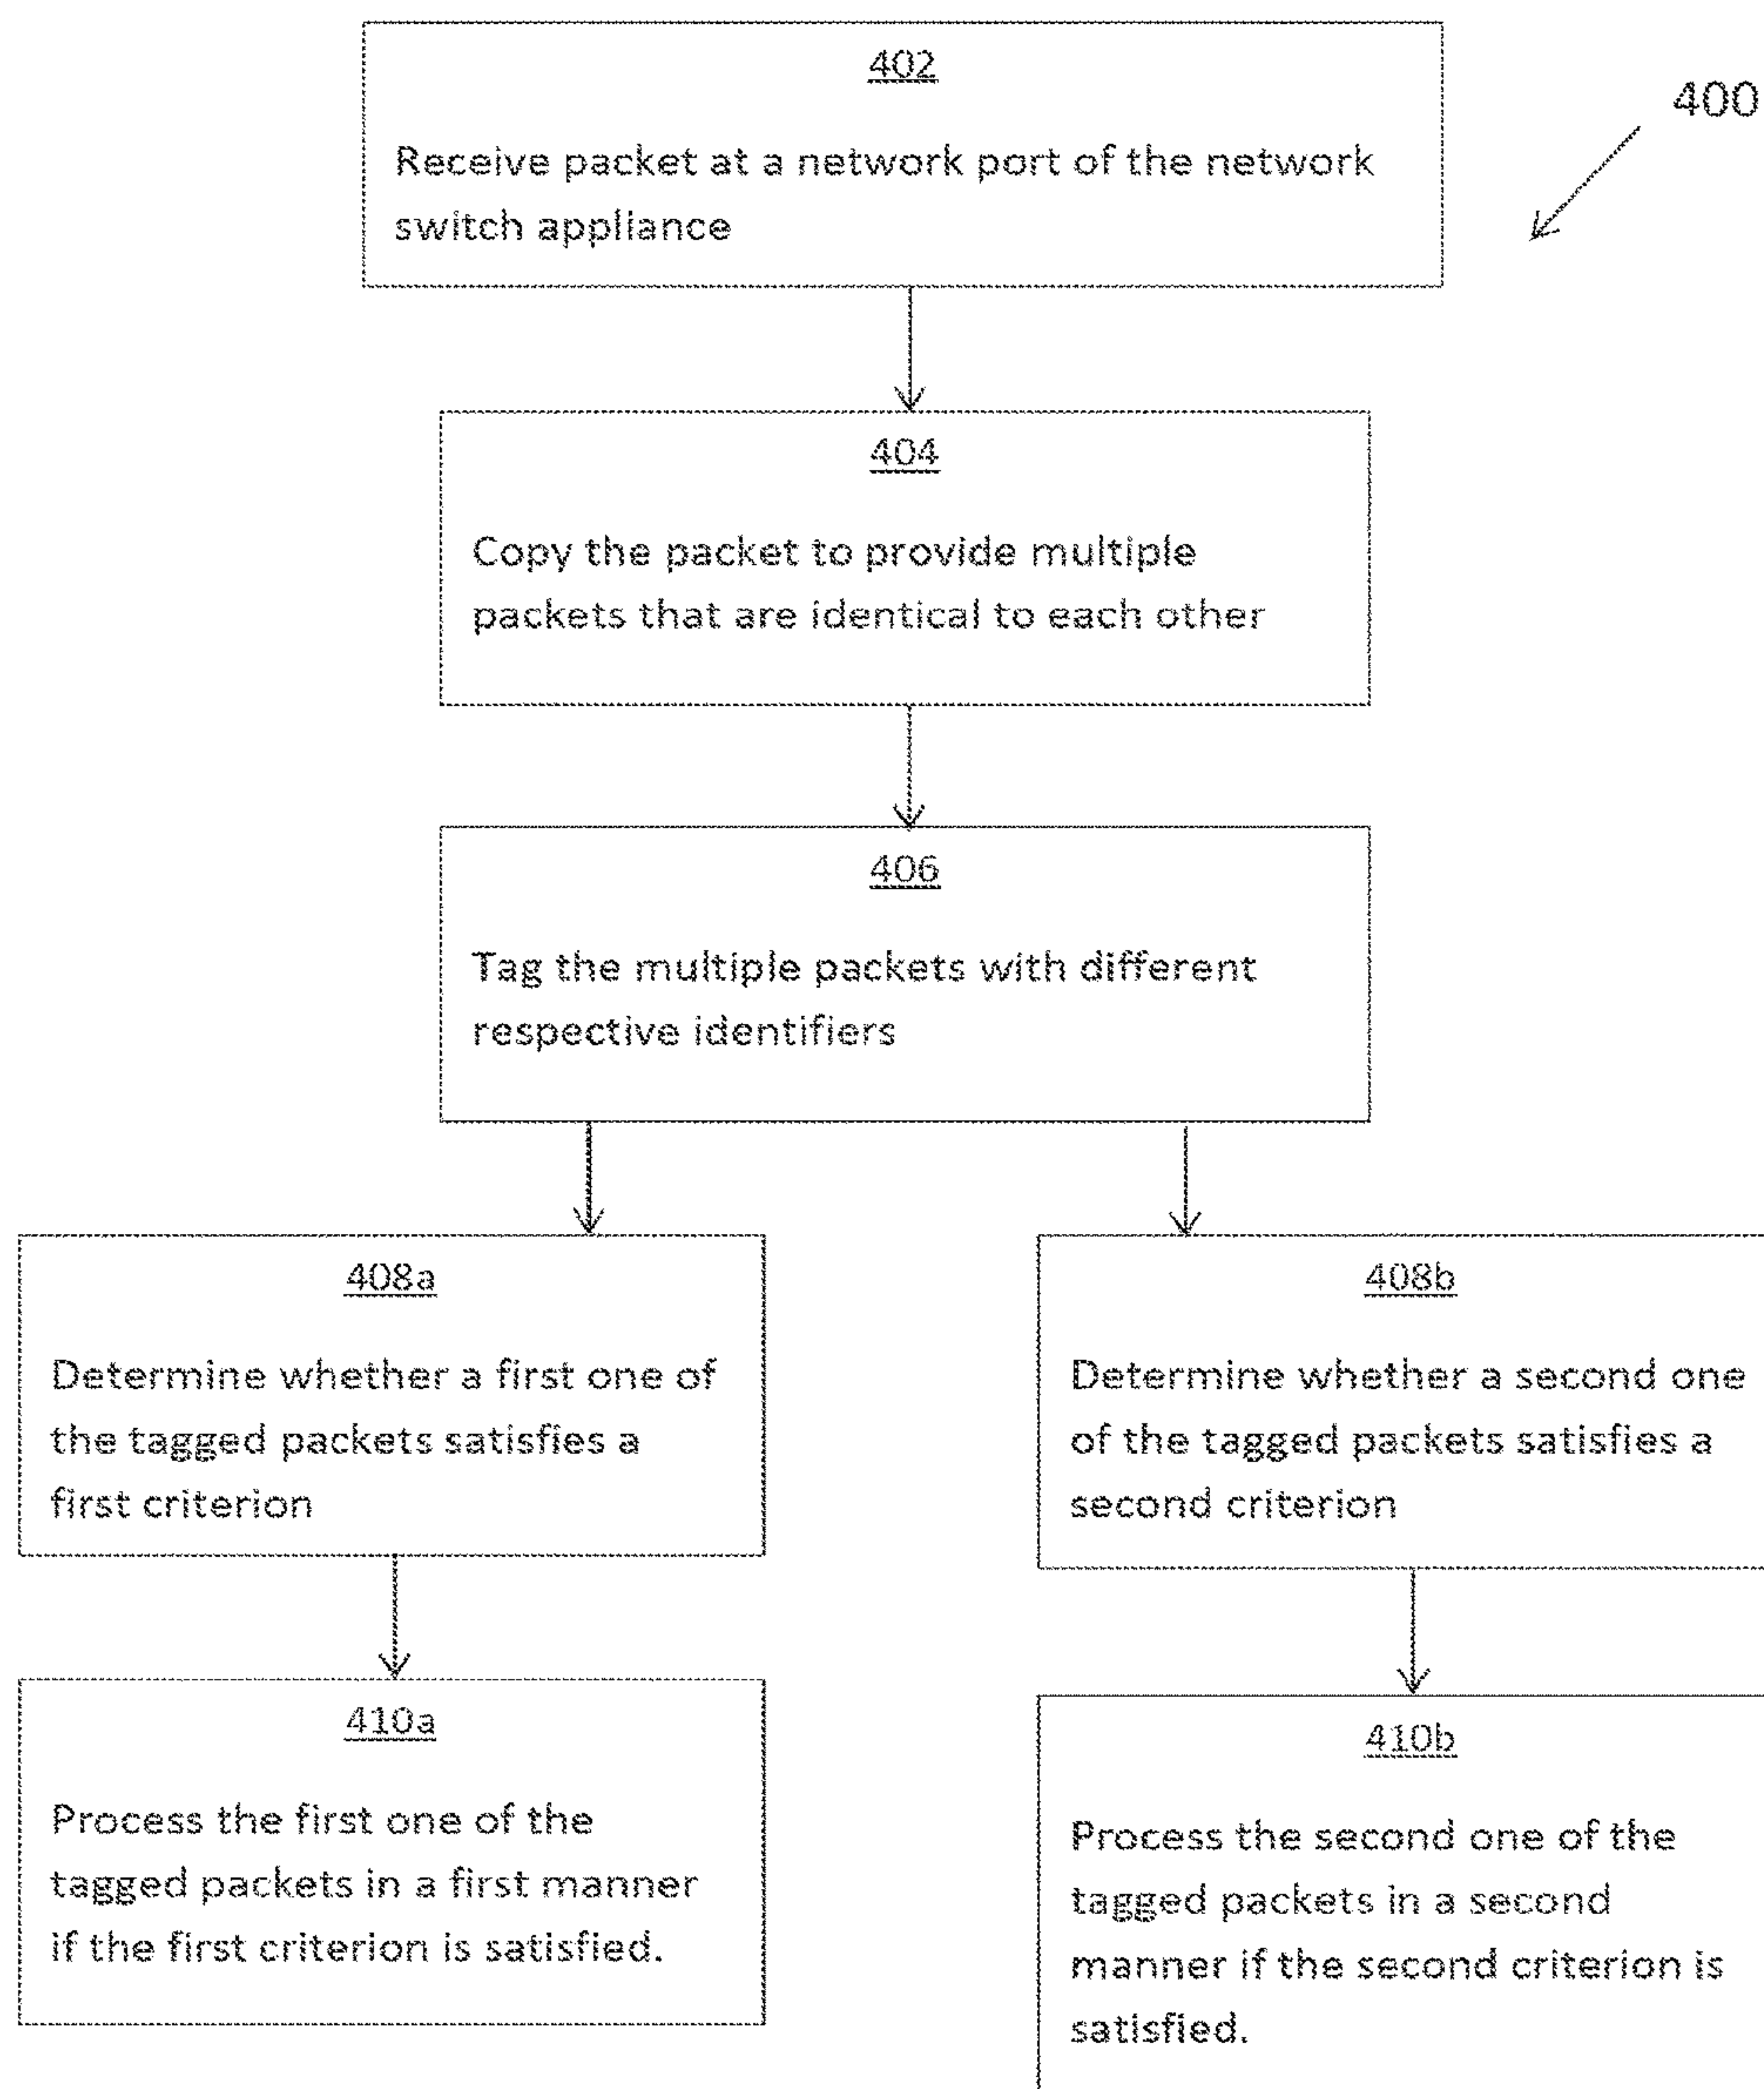 402
400
Receive packet at a network port of the network
switch appliance
404
Copy the packet to provide multiple
packets that are identical to each other
406
Tag the multiple packets with different
respective identifiers
408a
Determine whether a first one of
the tagged packets satisfies a
first criterion
408b
Determine whether a second one
of the tagged packets satisfies a
second criterion
410a
Process the first one of the
tagged packets in a first manner
if the first criterion is satisfied.
410b
Process the second one of the
tagged packets in a second
manner if the second criterion is
satisfied.